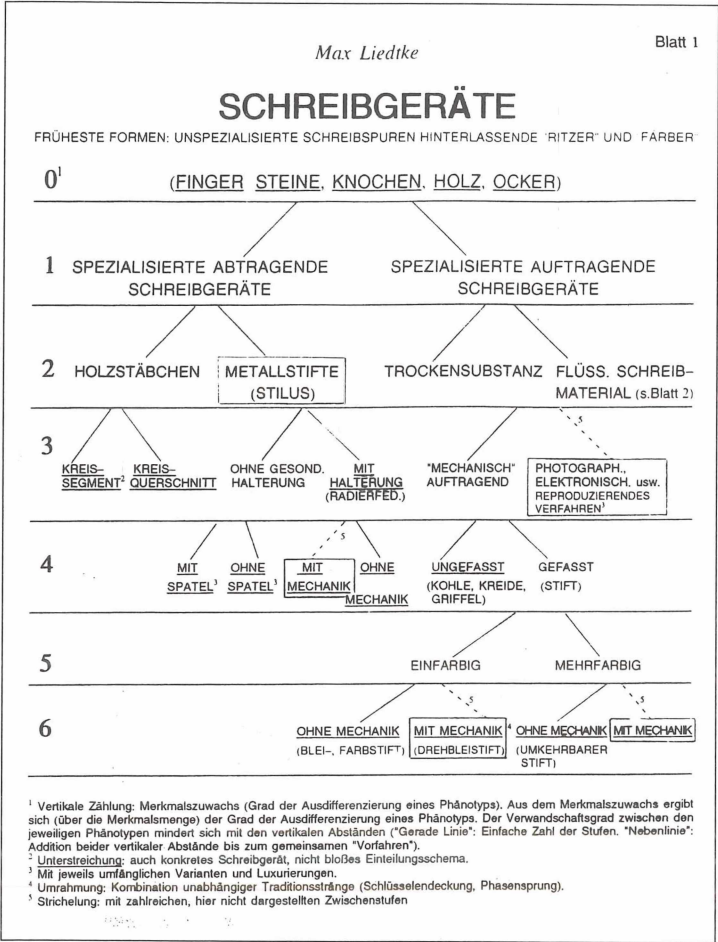 Max Liedtke
Blatt 1
SCHREIBGERÄTE
FRÜHESTE FORMEN: UNSPEZIALISIERTE SCHREIBSPUREN HINTERLASSENDE "RITZER" UND FÄRBER
0¹ (FINGER STEINE, KNOCHEN, HOLZ, OCKER)
1 SPEZIALISIERTE ABTRAGENDE SPEZIALISIERTE AUFTRAGENDE
SCHREIBGERÄTE SCHREIBGERÄTE
2 HOLZSTÄBCHEN METALLSTIFTE TROCKENSUBSTANZ FLÜSS. SCHREIB-
(STILUS) MATERIAL (s.Blatt 2)
5
3 KREIS- KREIS- OHNE GESOND. MIT "MECHANISCH" PHOTOGRAPH.,
SEGMENT² QUERSCHNITT HALTERUNG HALTERUNG AUFTRAGEND ELEKTRONISCH. usw.
(RADIERFED.) REPRODUZIERENDES
VERFAHREN³
5
4 MIT OHNE MIT OHNE UNGEFASST GEFASST
SPATEL³ SPATEL³ MECHANIK MECHANIK (KOHLE, KREIDE, (STIFT)
GRIFFEL)
5 EINFARBIG MEHRFARBIG
5 5
6 OHNE MECHANIK MIT MECHANIK ⁴ OHNE MECHANIK MIT MECHANIK
(BLEI-, FARBSTIFT) (DREHBLEISTIFT) (UMKEHRBARER
STIFT)
¹ Vertikale Zählung: Merkmalszuwachs (Grad der Ausdifferenzierung eines Phänotyps). Aus dem Merkmalszuwachs ergibt
sich (über die Merkmalsmenge) der Grad der Ausdifferenzierung eines Phänotyps. Der Verwandschaftsgrad zwischen den
jeweiligen Phänotypen mindert sich mit den vertikalen Abständen ("Gerade Linie": Einfache Zahl der Stufen. "Nebenlinie":
Addition beider vertikaler Abstände bis zum gemeinsamen "Vorfahren").
² Unterstreichung: auch konkretes Schreibgerät, nicht bloßes Einteilungsschema.
³ Mit jeweils umfänglichen Varianten und Luxurierungen.
⁴ Umrahmung: Kombination unabhängiger Traditionsstränge (Schlüsselendeckung, Phasensprung).
⁵ Strichelung: mit zahlreichen, hier nicht dargestellten Zwischenstufen